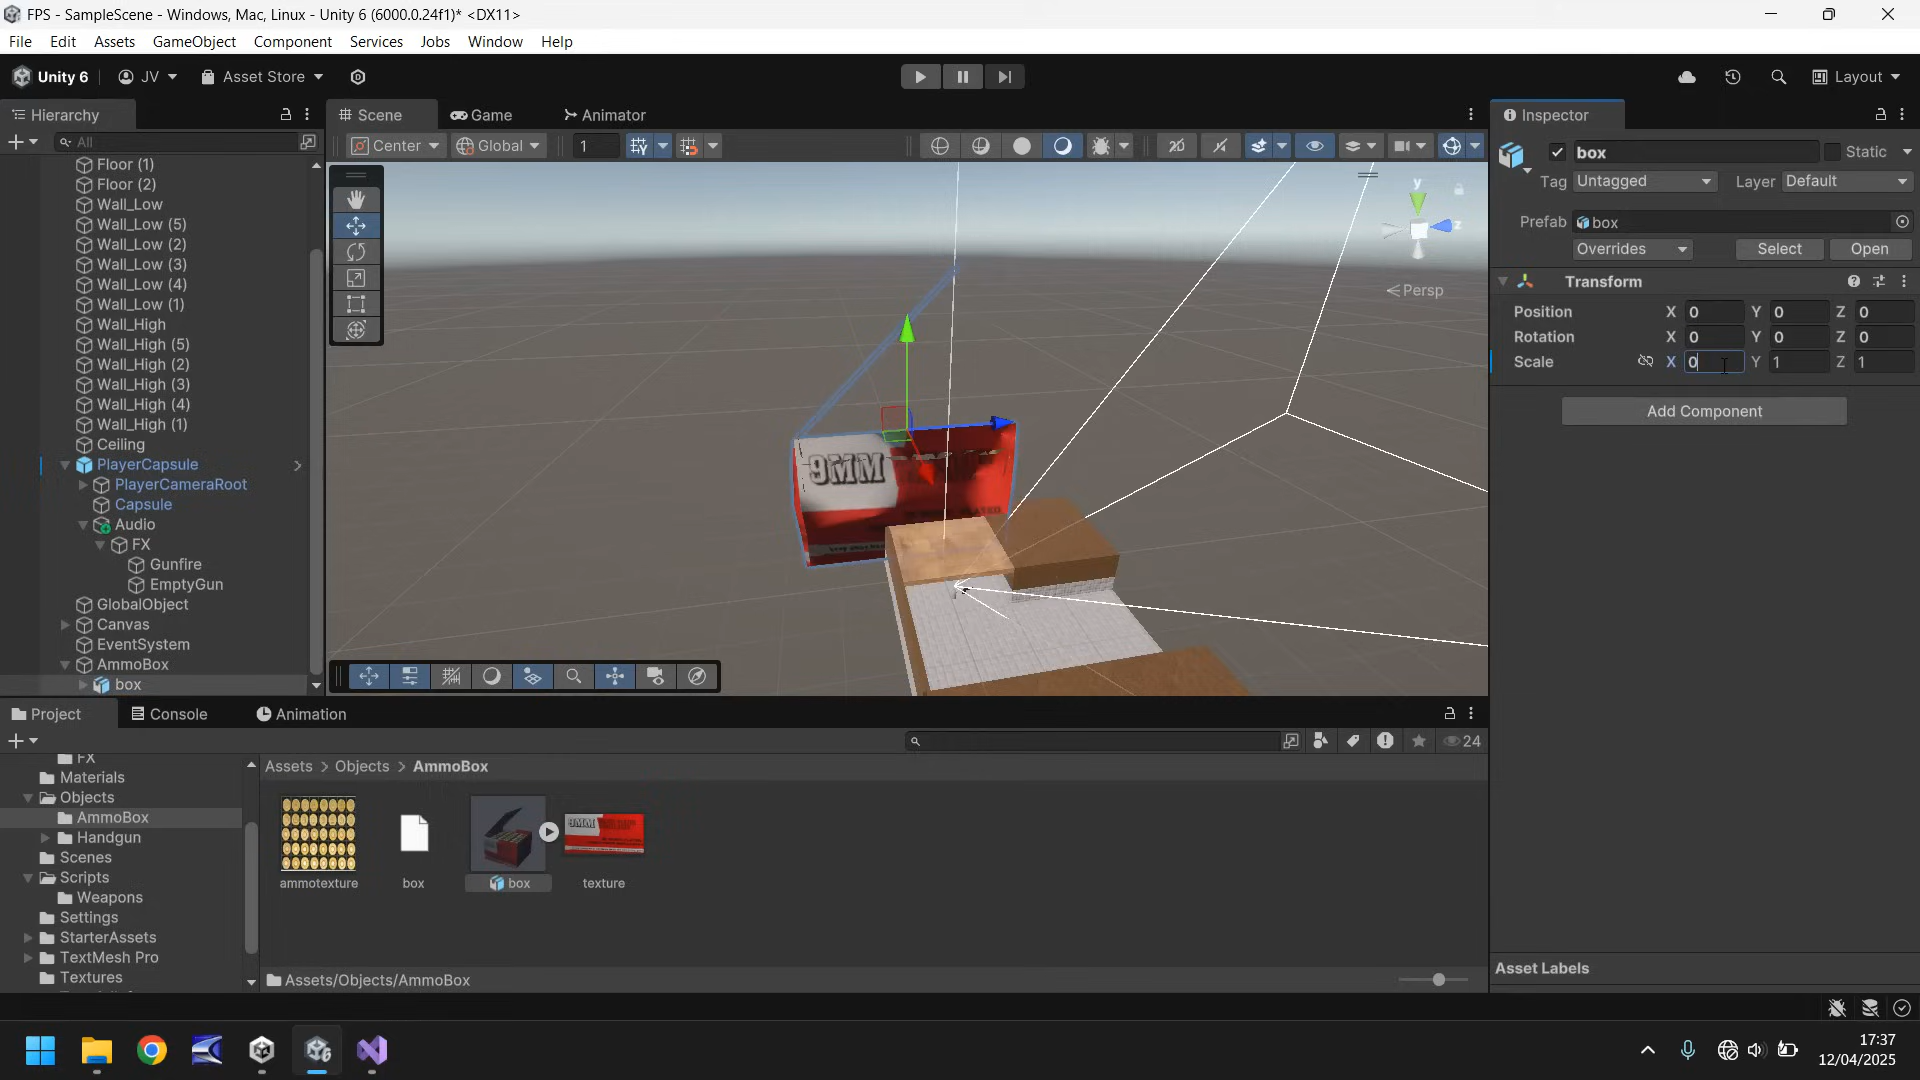 FPS - SampleScene - Windows, Mac, Linux - Unity 6 (6000.0.24f1)* <DX11>
File Edit Assets GameObject Component Services Jobs Window Help
Unity 6 JV Asset Store Layout
Hierarchy
All
Floor (1)
Floor (2)
Wall_Low
Wall_Low (5)
Wall_Low (2)
Wall_Low (3)
Wall_Low (4)
Wall_Low (1)
Wall_High
Wall_High (5)
Wall_High (2)
Wall_High (3)
Wall_High (4)
Wall_High (1)
Ceiling
PlayerCapsule
PlayerCameraRoot
Capsule
Audio
FX
Gunfire
EmptyGun
GlobalObject
Canvas
EventSystem
AmmoBox
box
Scene Game Animator
Center Global 1 2D
y
z
Persp
9MM
Inspector
box Static
Tag Untagged Layer Default
Prefab box
Overrides Select Open
Transform
Position X 0 Y 0 Z 0
Rotation X 0 Y 0 Z 0
Scale X 0 Y 1 Z 1
Add Component
Asset Labels
Project Console Animation
24
FX
Materials
Objects
AmmoBox
Handgun
Scenes
Scripts
Weapons
Settings
StarterAssets
TextMesh Pro
Textures
Assets > Objects > AmmoBox
9MM
ammotexture box box texture
Assets/Objects/AmmoBox
17:37
12/04/2025